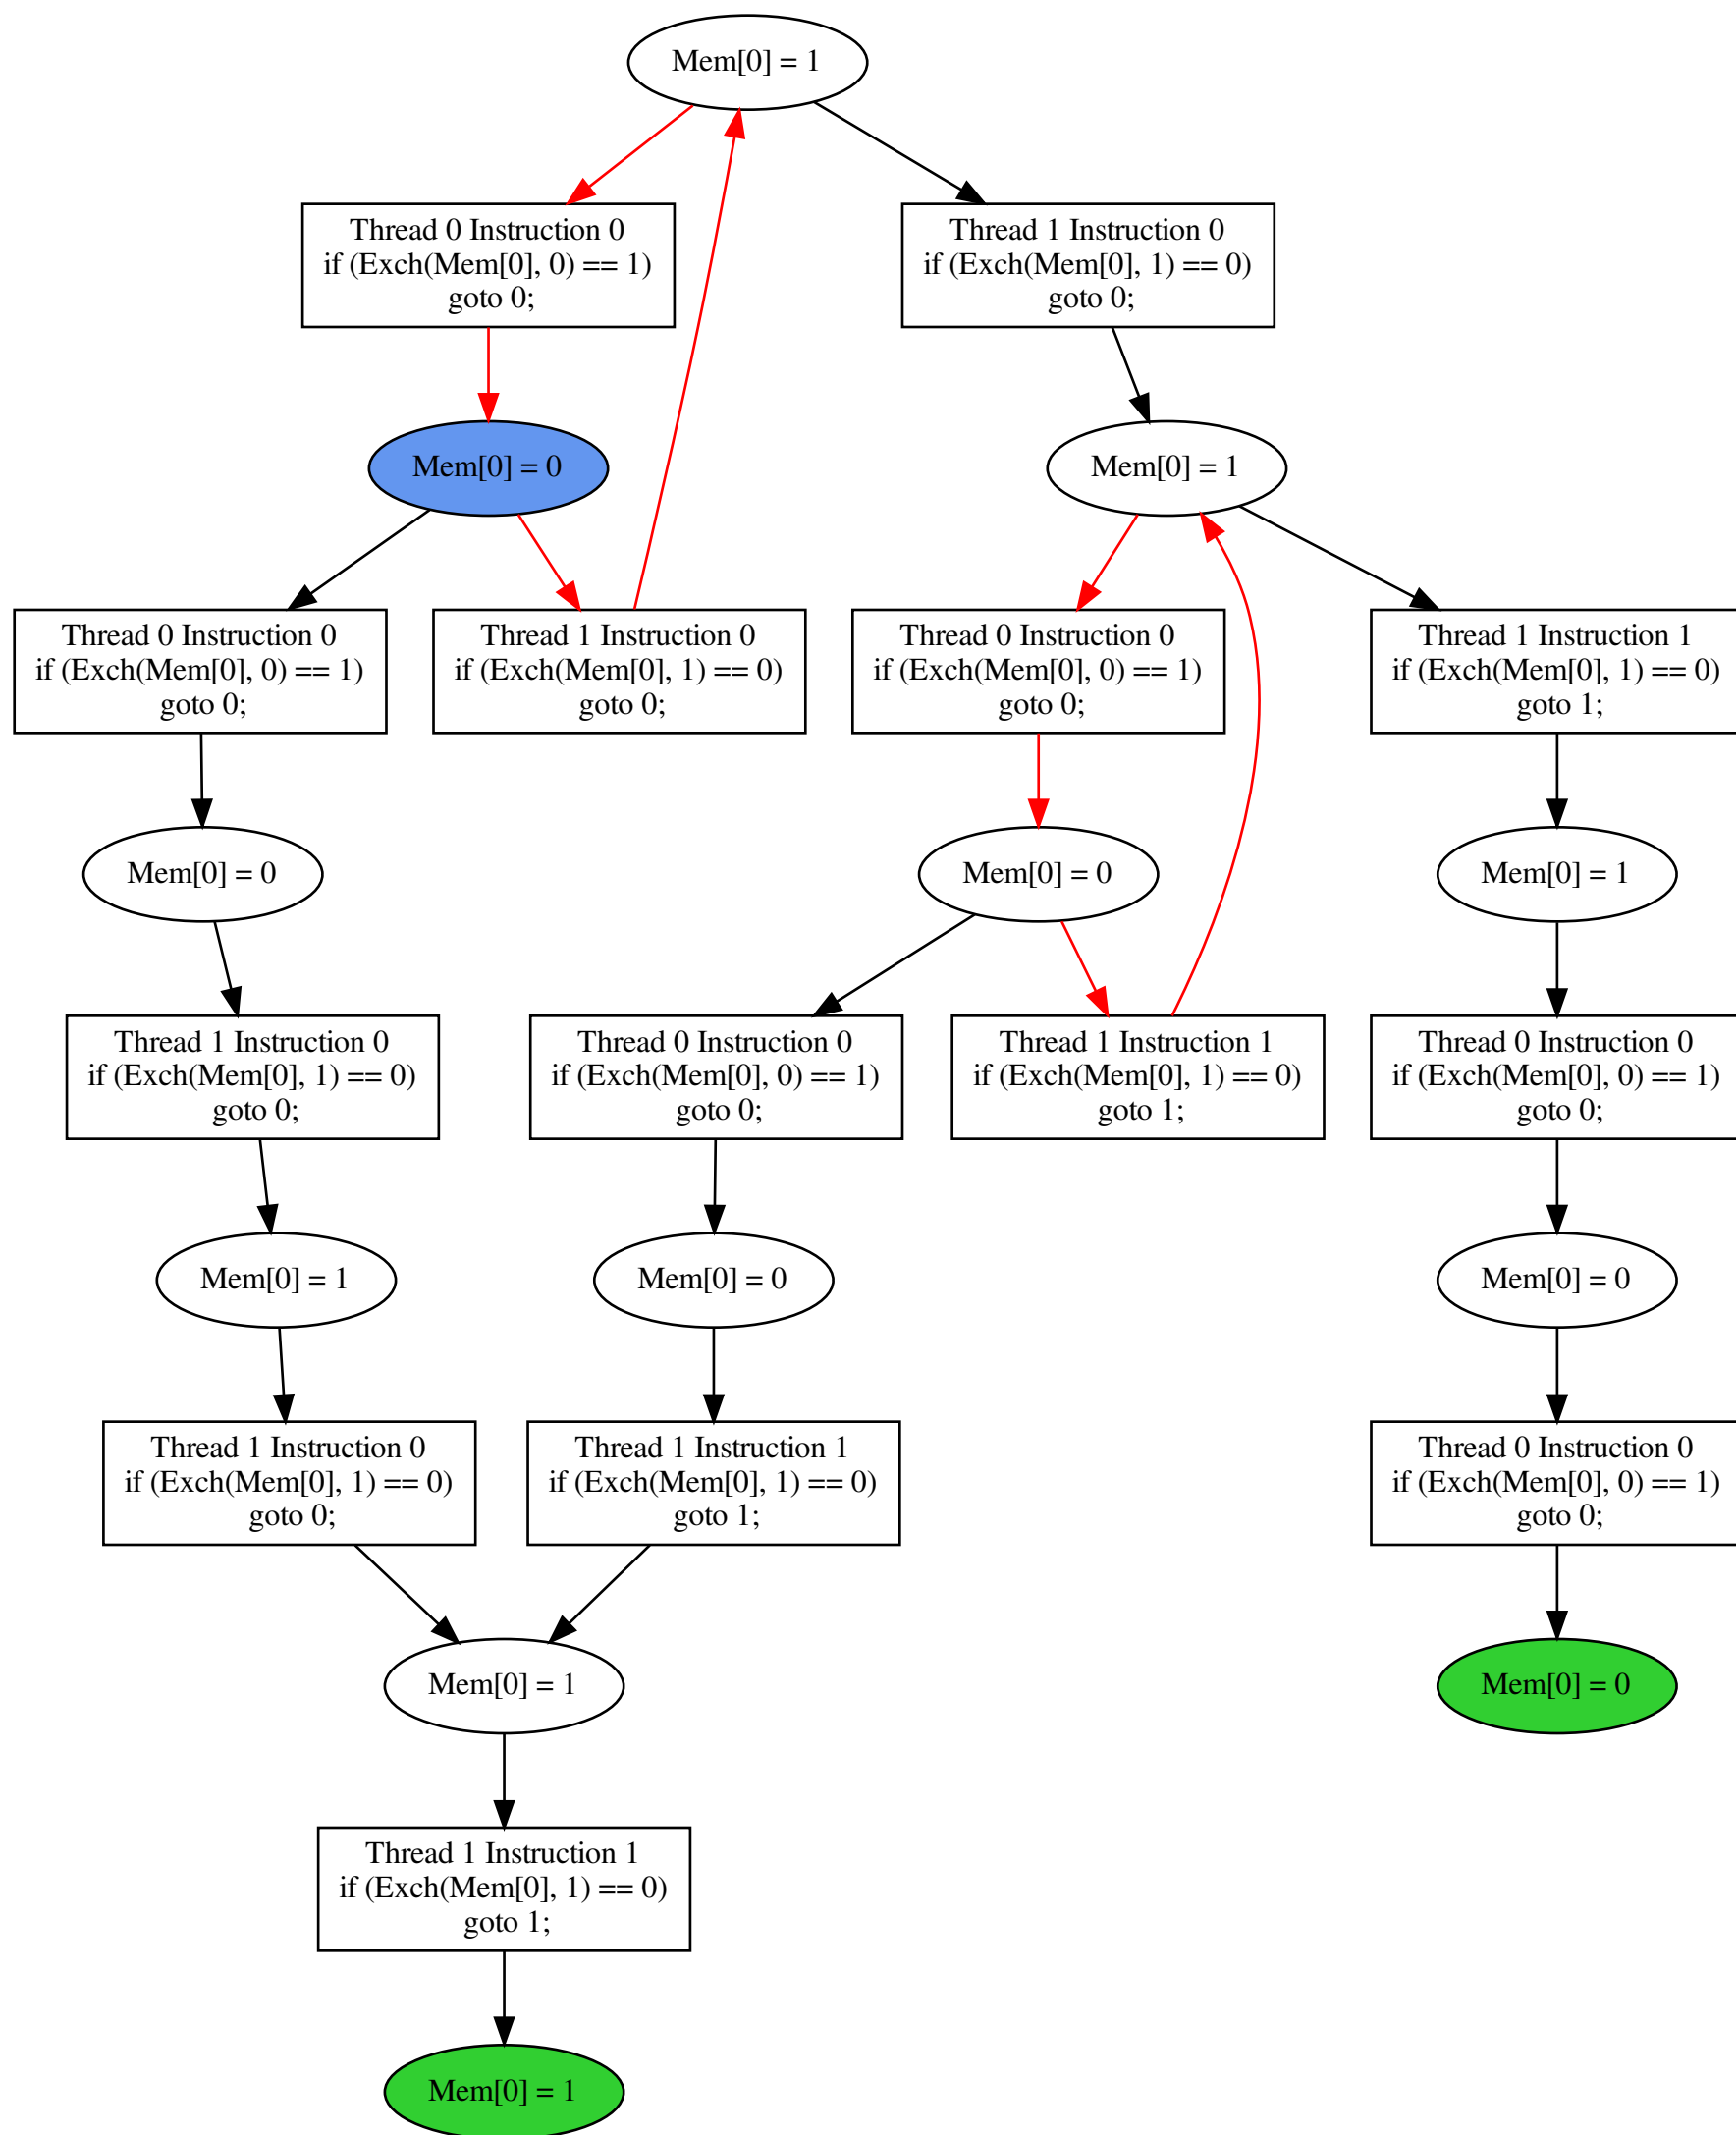 Mem[0] = 1
Thread 0 Instruction 0
if (Exch(Mem[0], 0) == 1)
goto 0;
Thread 1 Instruction 0
if (Exch(Mem[0], 1) == 0)
goto 0;
Mem[0] = 0
Mem[0] = 1
Thread 0 Instruction 0
if (Exch(Mem[0], 0) == 1)
goto 0;
Thread 1 Instruction 0
if (Exch(Mem[0], 1) == 0)
goto 0;
Thread 0 Instruction 0
if (Exch(Mem[0], 0) == 1)
goto 0;
Thread 1 Instruction 1
if (Exch(Mem[0], 1) == 0)
goto 1;
Mem[0] = 0
Mem[0] = 0
Mem[0] = 1
Thread 1 Instruction 0
if (Exch(Mem[0], 1) == 0)
goto 0;
Thread 0 Instruction 0
if (Exch(Mem[0], 0) == 1)
goto 0;
Thread 1 Instruction 1
if (Exch(Mem[0], 1) == 0)
goto 1;
Thread 0 Instruction 0
if (Exch(Mem[0], 0) == 1)
goto 0;
Mem[0] = 1
Mem[0] = 0
Mem[0] = 0
Thread 1 Instruction 0
if (Exch(Mem[0], 1) == 0)
goto 0;
Thread 1 Instruction 1
if (Exch(Mem[0], 1) == 0)
goto 1;
Thread 0 Instruction 0
if (Exch(Mem[0], 0) == 1)
goto 0;
Mem[0] = 1
Mem[0] = 0
Thread 1 Instruction 1
if (Exch(Mem[0], 1) == 0)
goto 1;
Mem[0] = 1